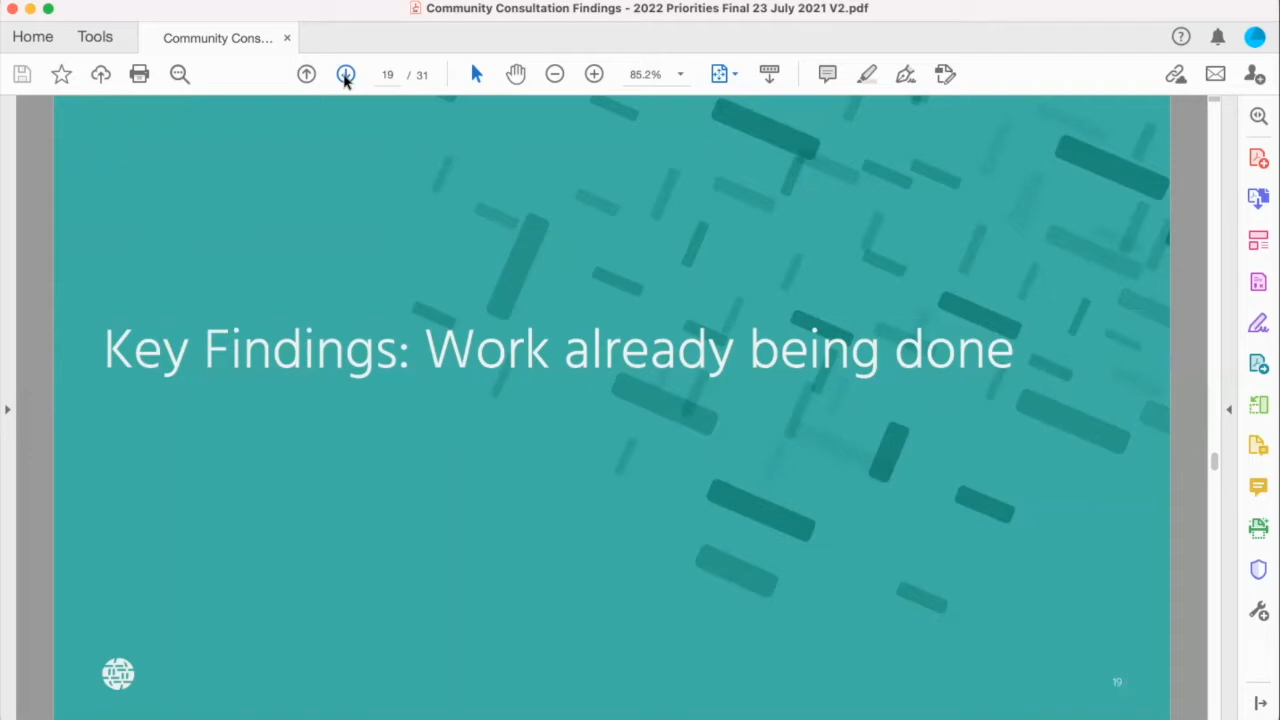 Community Consultation Findings - 2022 Priorities Final 23 July 2021 V2.pdf
Home Tools Community Cons... ×
19 / 31 85.2%
Key Findings: Work already being done
19